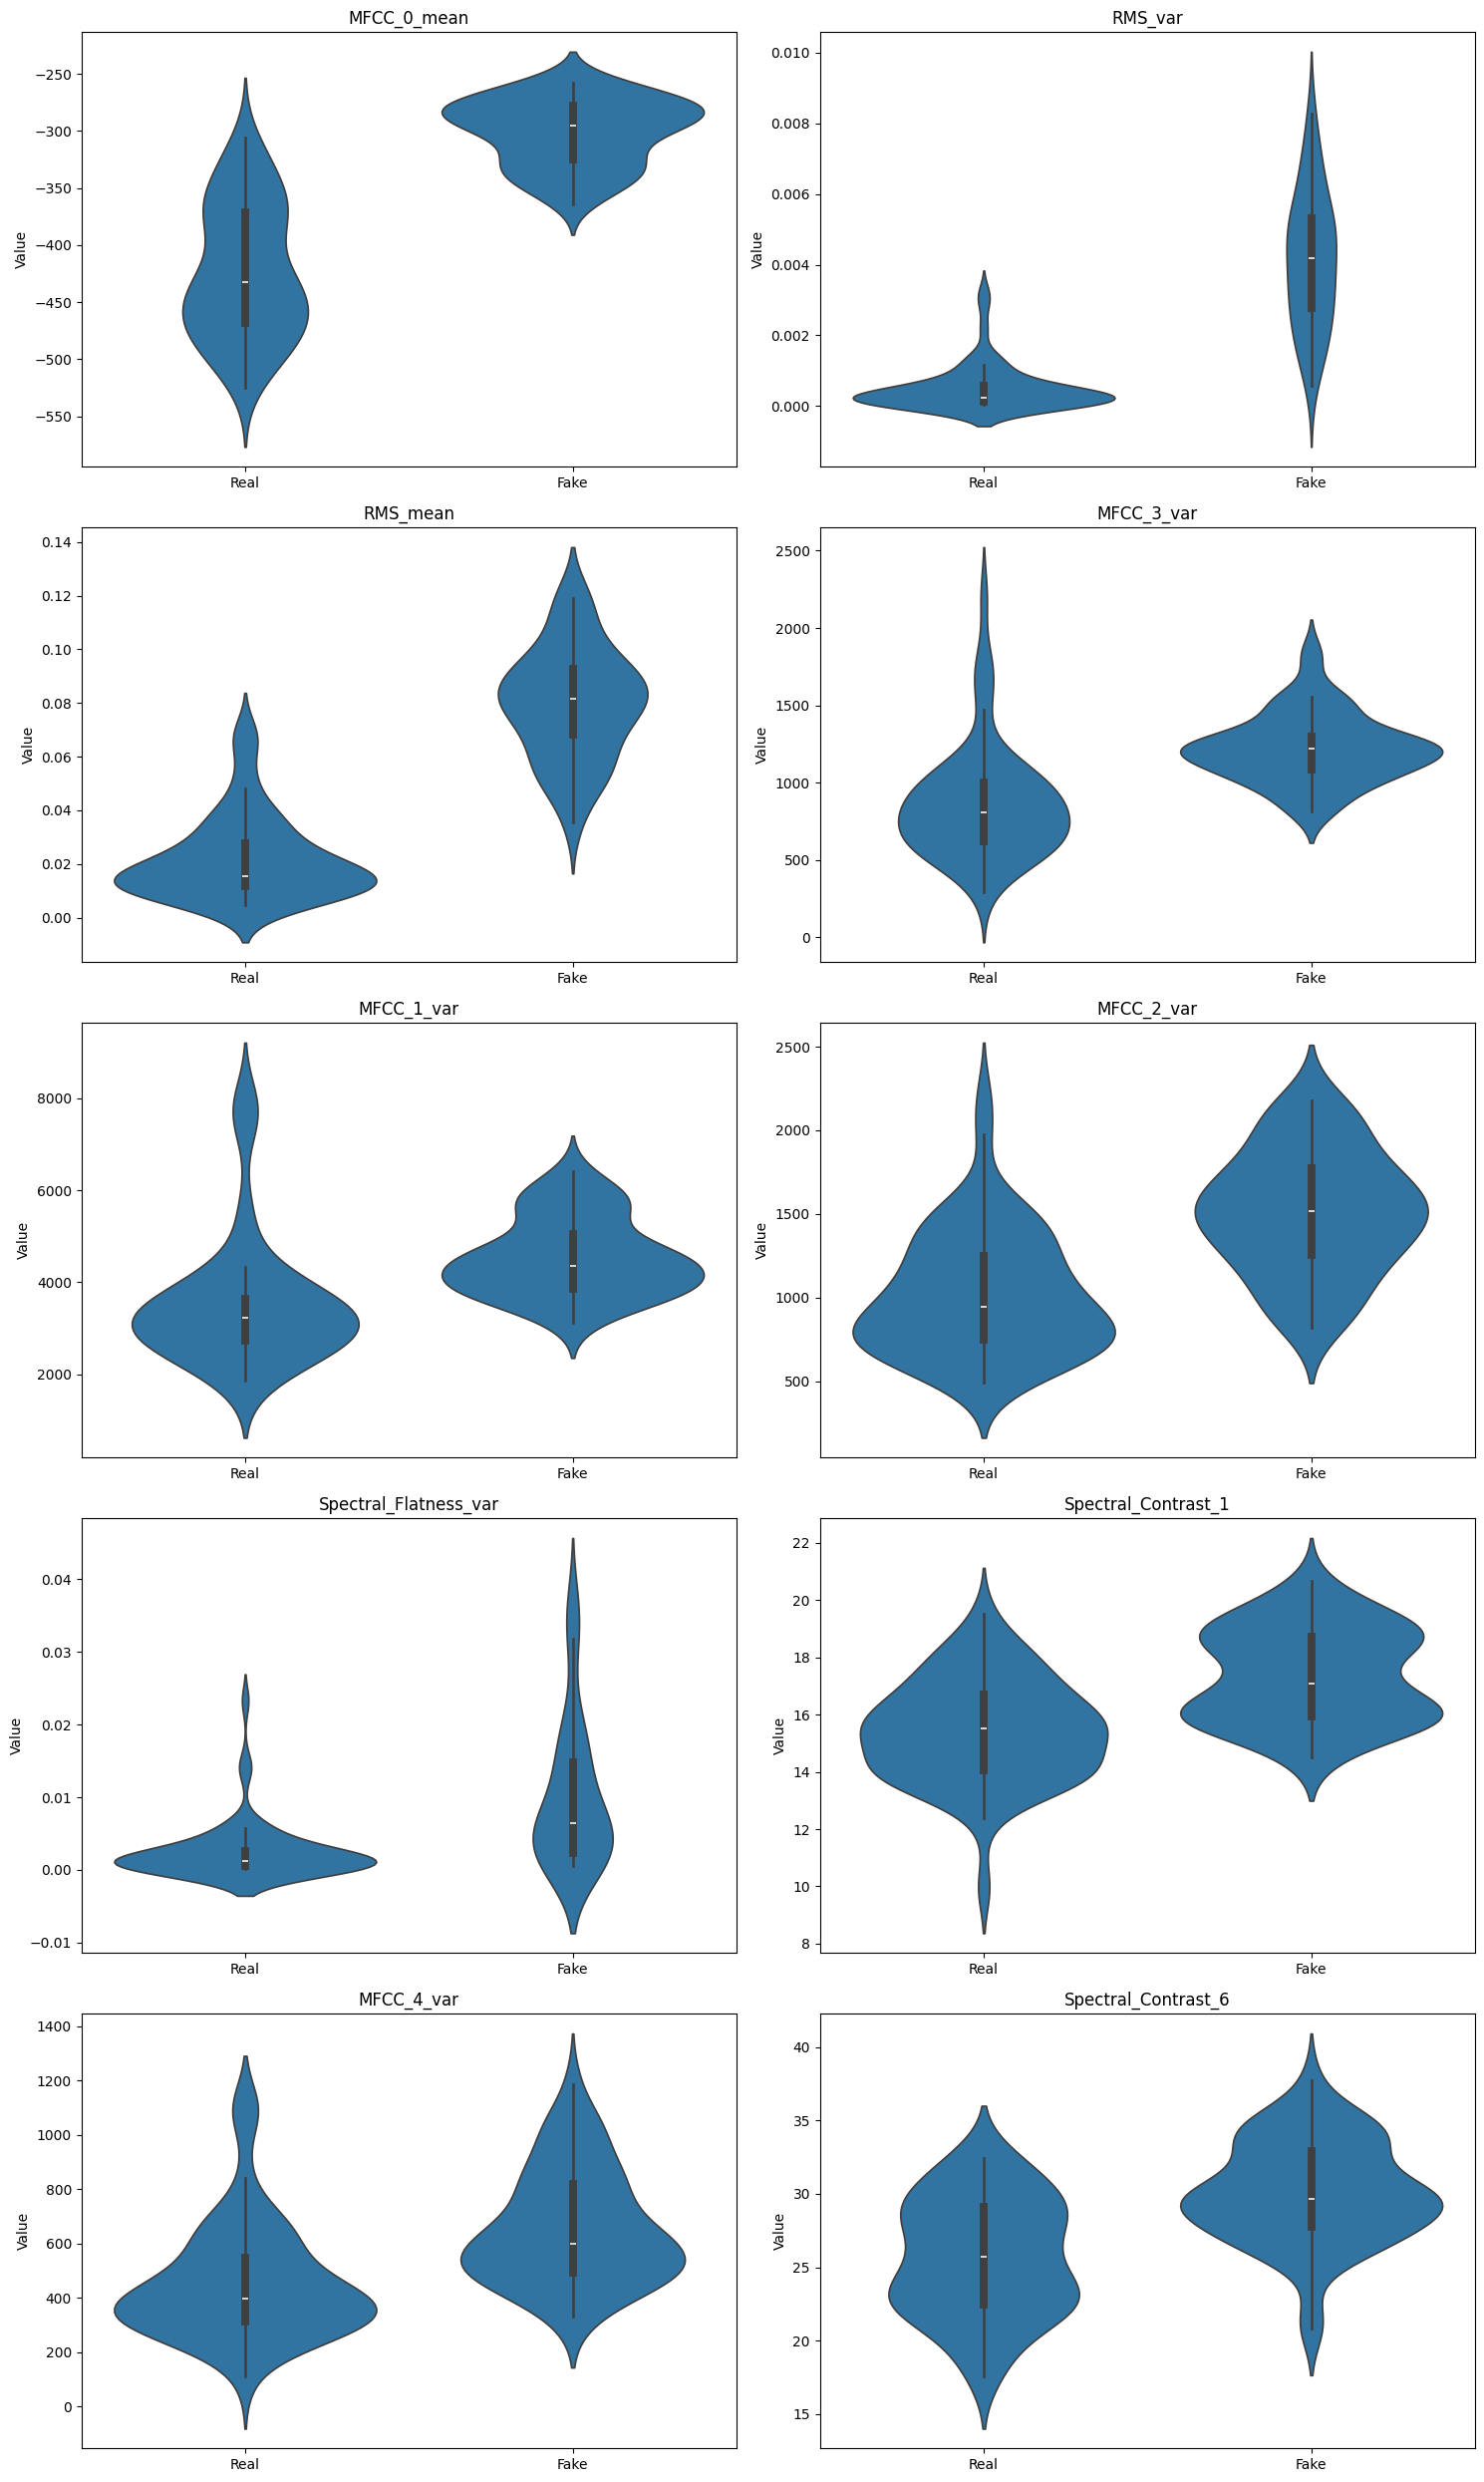 MFCC_0_mean
Value
−250
−300
−350
−400
−450
−500
−550
Real Fake
RMS_var
Value
0.010
0.008
0.006
0.004
0.002
0.000
Real Fake
RMS_mean
Value
0.14
0.12
0.10
0.08
0.06
0.04
0.02
0.00
Real Fake
MFCC_3_var
Value
2500
2000
1500
1000
500
0
Real Fake
MFCC_1_var
Value
8000
6000
4000
2000
Real Fake
MFCC_2_var
Value
2500
2000
1500
1000
500
Real Fake
Spectral_Flatness_var
Value
0.04
0.03
0.02
0.01
0.00
−0.01
Real Fake
Spectral_Contrast_1
Value
22
20
18
16
14
12
10
8
Real Fake
MFCC_4_var
Value
1400
1200
1000
800
600
400
200
0
Real Fake
Spectral_Contrast_6
Value
40
35
30
25
20
15
Real Fake